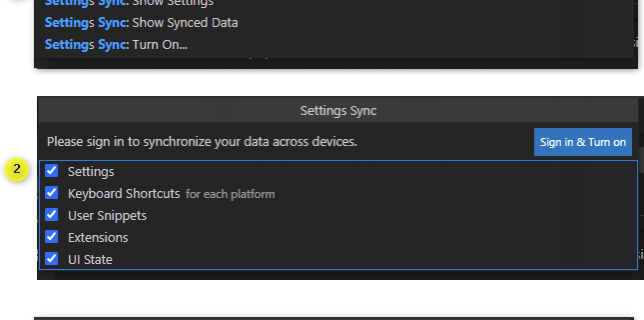 Settings Sync: Show Settings
Settings Sync: Show Synced Data
Settings Sync: Turn On...
Settings Sync
Please sign in to synchronize your data across devices.
Sign in & Turn on
2
Settings
Keyboard Shortcuts for each platform
User Snippets
Extensions
UI State